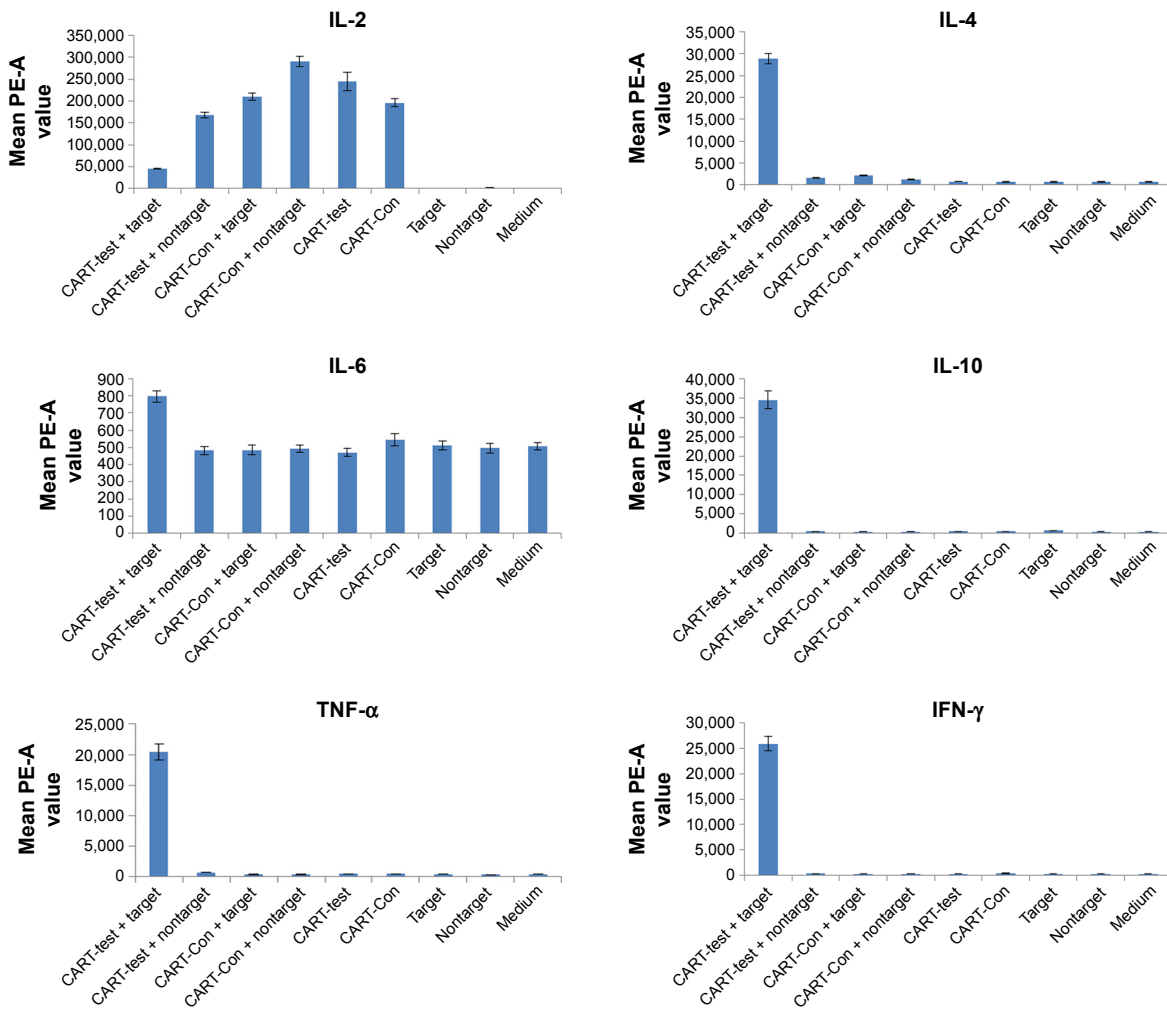 IL-2
Mean PE-A
value
350,000
300,000
250,000
200,000
150,000
100,000
50,000
0
CART-test + target
CART-test + nontarget
CART-Con + target
CART-Con + nontarget
CART-test
CART-Con
Target
Nontarget
Medium
IL-4
Mean PE-A
value
35,000
30,000
25,000
20,000
15,000
10,000
5,000
0
CART-test + target
CART-test + nontarget
CART-Con + target
CART-Con + nontarget
CART-test
CART-Con
Target
Nontarget
Medium
IL-6
Mean PE-A
value
900
800
700
600
500
400
300
200
100
0
CART-test + target
CART-test + nontarget
CART-Con + target
CART-Con + nontarget
CART-test
CART-Con
Target
Nontarget
Medium
IL-10
Mean PE-A
value
40,000
35,000
30,000
25,000
20,000
15,000
10,000
5,000
0
CART-test + target
CART-test + nontarget
CART-Con + target
CART-Con + nontarget
CART-test
CART-Con
Target
Nontarget
Medium
TNF-α
Mean PE-A
value
25,000
20,000
15,000
10,000
5,000
0
CART-test + target
CART-test + nontarget
CART-Con + target
CART-Con + nontarget
CART-test
CART-Con
Target
Nontarget
Medium
IFN-γ
Mean PE-A
value
30,000
25,000
20,000
15,000
10,000
5,000
0
CART-test + target
CART-test + nontarget
CART-Con + target
CART-Con + nontarget
CART-test
CART-Con
Target
Nontarget
Medium